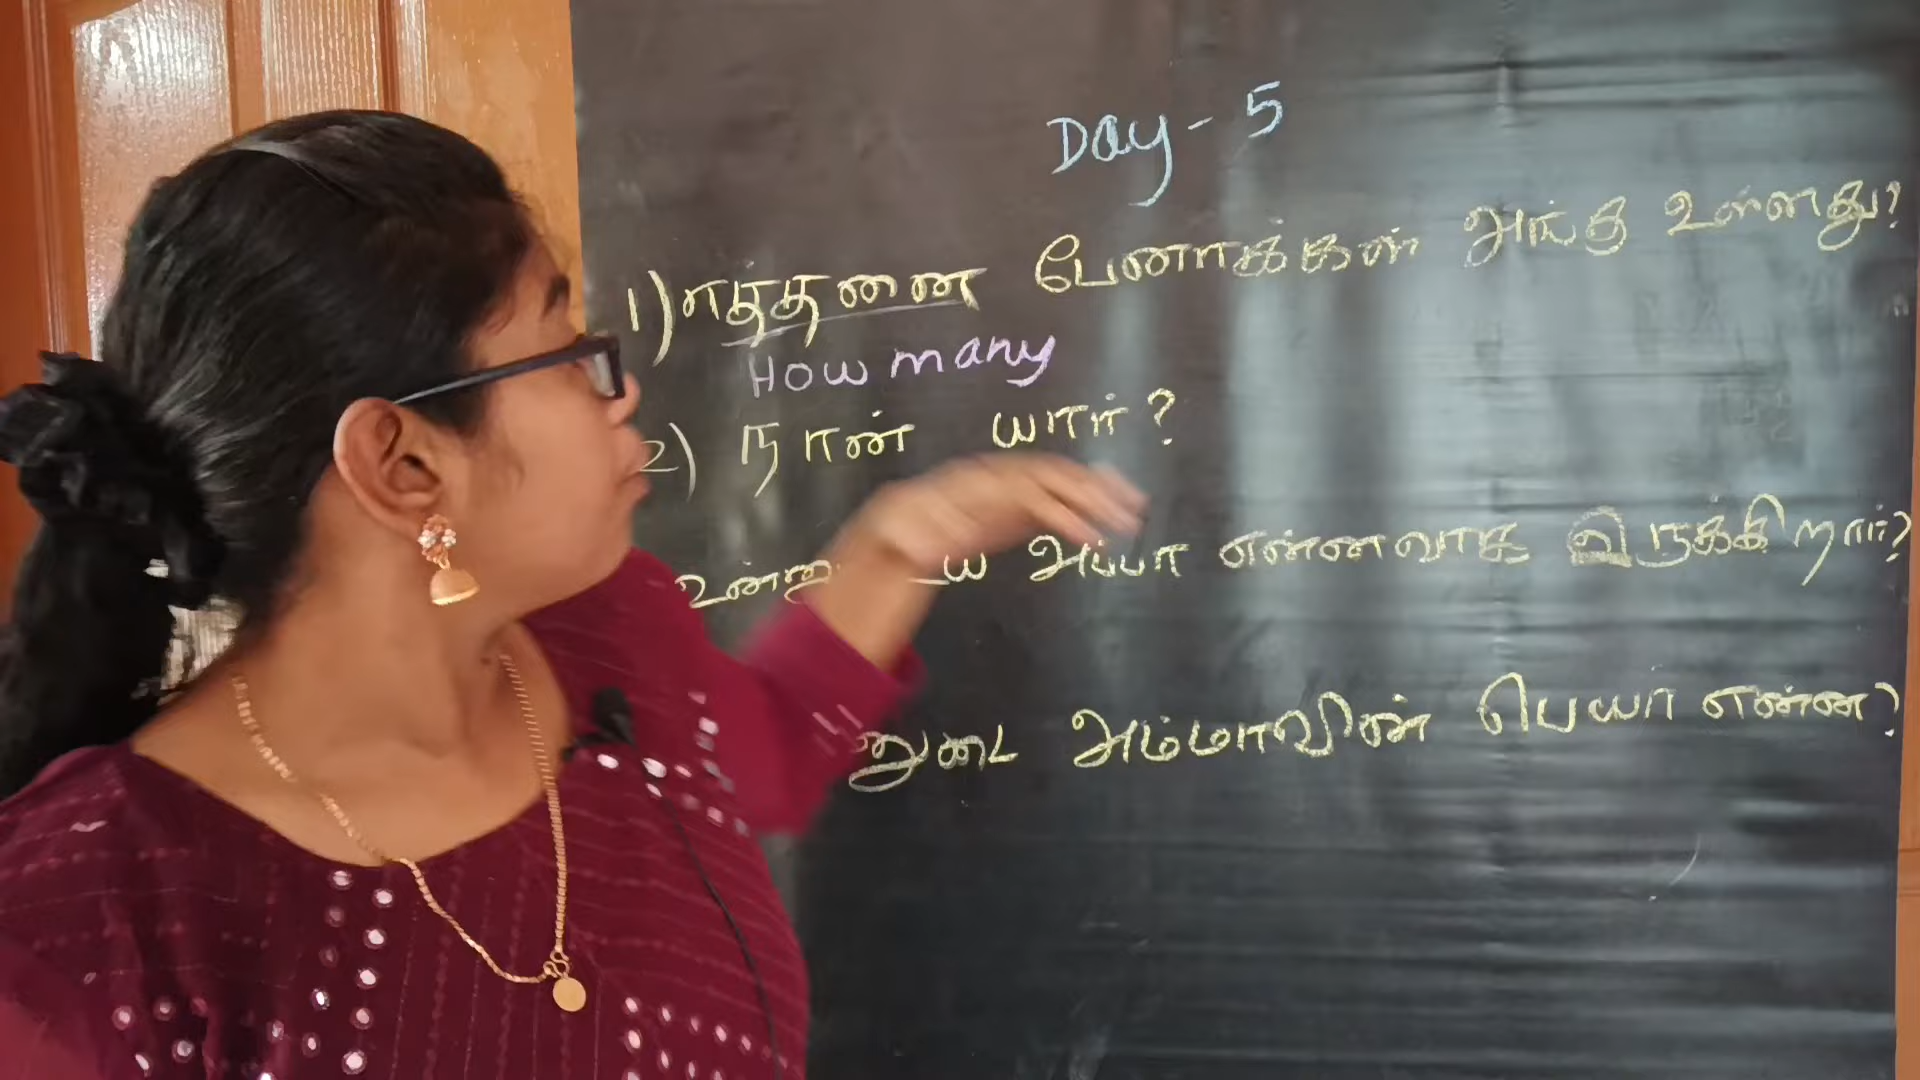 Day - 5
1) எத்தனை பேனாக்கள் அங்கு உள்ளது?
How many
2) நான் யார்?
அப்பா என்னவாக இருக்கிறார்?
அம்மாவின் பெயர் என்ன?